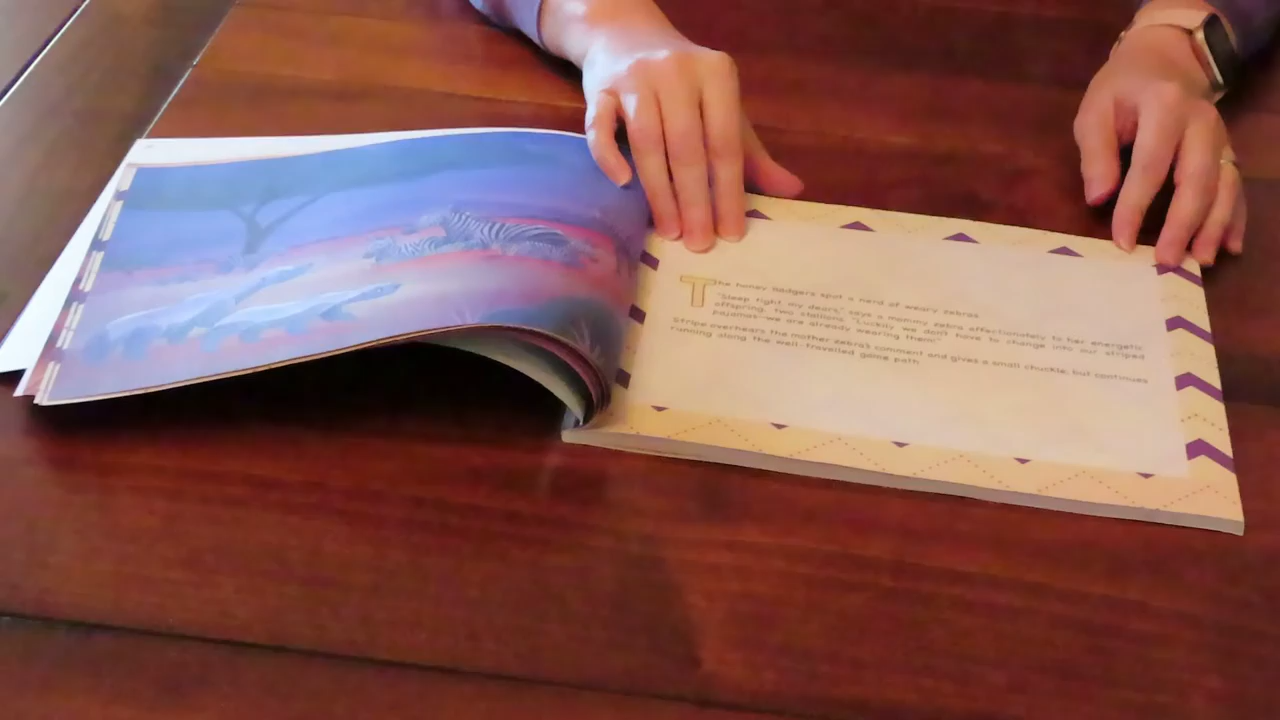 The honey badgers spot a herd of weary zebras.
"Sleep tight my dears," says a mommy zebra affectionately to her energetic
offspring, two stallions. "Luckily we don't have to change into our striped
pajamas—we are already wearing them!"
Stripe overhears the mother zebra's comment and gives a small chuckle, but continues
running along the well-travelled game path.